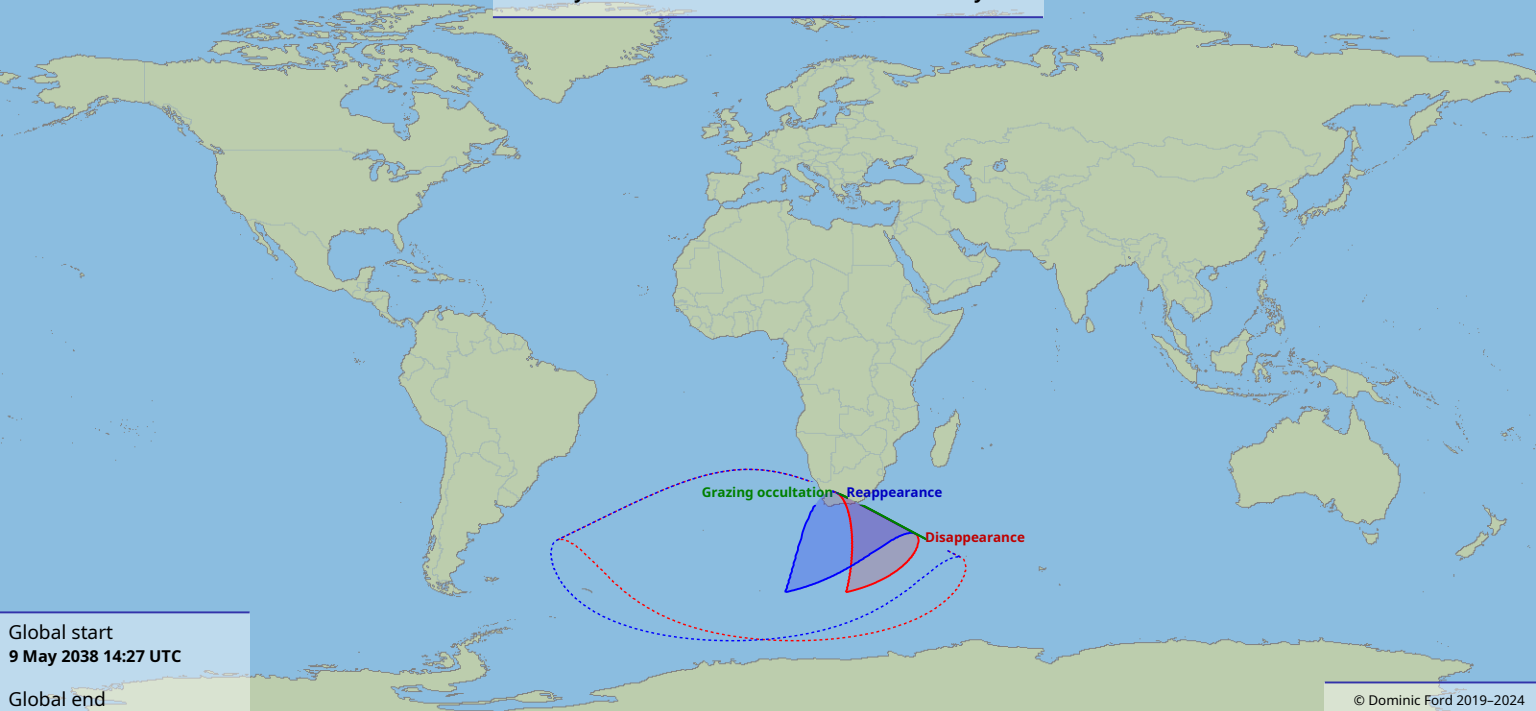 Grazing occultation
Reappearance
Disappearance
Global start
9 May 2038 14:27 UTC
Global end
© Dominic Ford 2019–2024